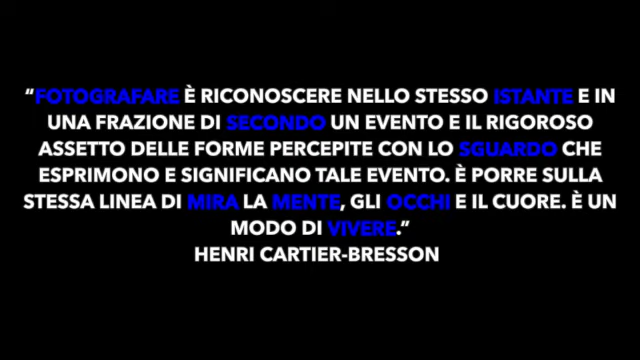 “FOTOGRAFARE È RICONOSCERE NELLO STESSO ISTANTE E IN
UNA FRAZIONE DI SECONDO UN EVENTO E IL RIGOROSO
ASSETTO DELLE FORME PERCEPITE CON LO SGUARDO CHE
ESPRIMONO E SIGNIFICANO TALE EVENTO. È PORRE SULLA
STESSA LINEA DI MIRA LA MENTE, GLI OCCHI E IL CUORE. È UN
MODO DI VIVERE.”
HENRI CARTIER-BRESSON